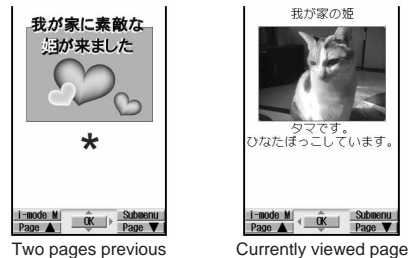 我が家に素敵な
姫が来ました
*
i-mode M OK Submenu
Page ▲ Page ▼
Two pages previous
我が家の姫
タマです。
ひなたぼっこしています。
i-mode M OK Submenu
Page ▲ Page ▼
Currently viewed page